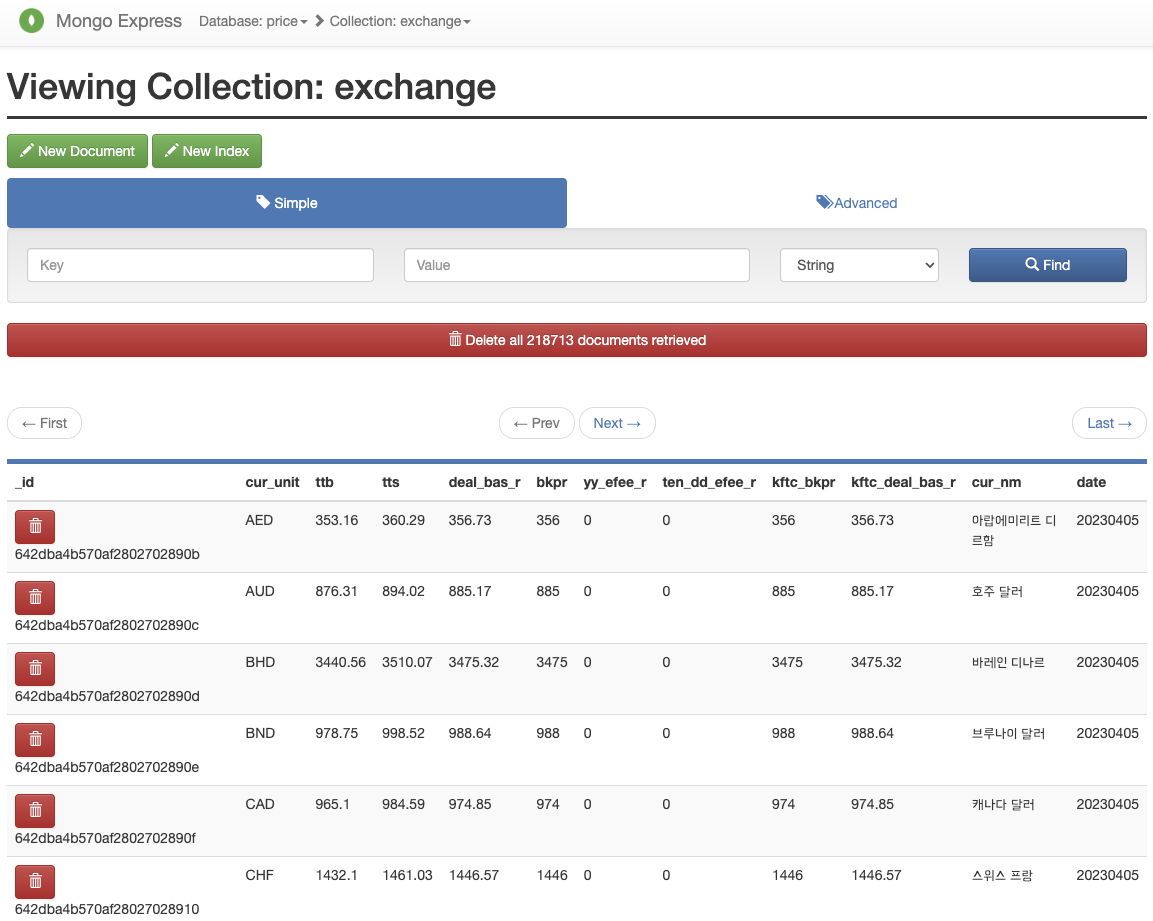 Mongo Express Database: price Collection: exchange
Viewing Collection: exchange
New Document New Index
Simple Advanced
Key Value String Find
Delete all 218713 documents retrieved
← First ← Prev Next → Last →
_id cur_unit ttb tts deal_bas_r bkpr yy_efee_r ten_dd_efee_r kftc_bkpr kftc_deal_bas_r cur_nm date
AED 353.16 360.29 356.73 356 0 0 356 356.73 아랍에미리트 디 20230405
르함
642dba4b570af2802702890b
AUD 876.31 894.02 885.17 885 0 0 885 885.17 호주 달러 20230405
642dba4b570af2802702890c
BHD 3440.56 3510.07 3475.32 3475 0 0 3475 3475.32 바레인 디나르 20230405
642dba4b570af2802702890d
BND 978.75 998.52 988.64 988 0 0 988 988.64 브루나이 달러 20230405
642dba4b570af2802702890e
CAD 965.1 984.59 974.85 974 0 0 974 974.85 캐나다 달러 20230405
642dba4b570af2802702890f
CHF 1432.1 1461.03 1446.57 1446 0 0 1446 1446.57 스위스 프랑 20230405
642dba4b570af28027028910